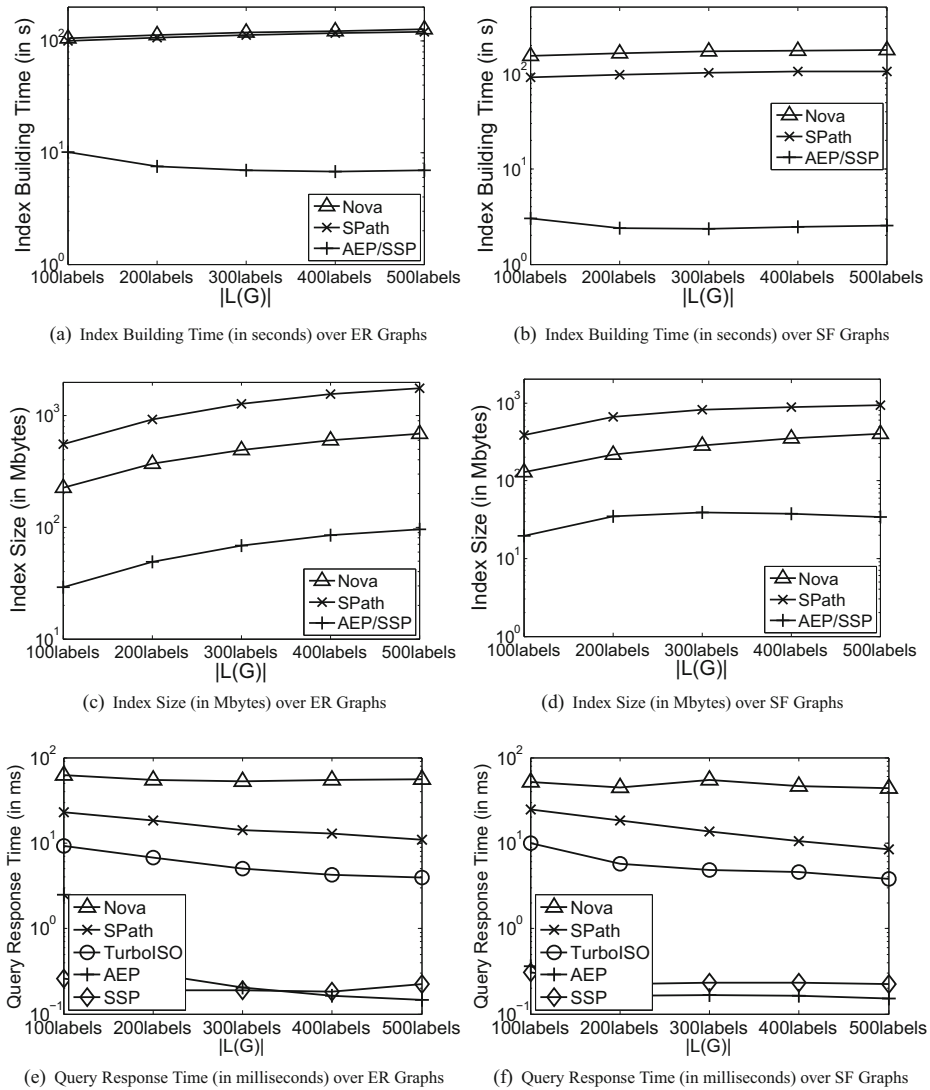 10^2
10^1
10^0
Index Building Time (in s)
Nova
SPath
AEP/SSP
100labels 200labels 300labels 400labels 500labels
|L(G)|
(a) Index Building Time (in seconds) over ER Graphs
10^2
10^1
10^0
Index Building Time (in s)
Nova
SPath
AEP/SSP
100labels 200labels 300labels 400labels 500labels
|L(G)|
(b) Index Building Time (in seconds) over SF Graphs
10^3
10^2
10^1
Index Size (in Mbytes)
Nova
SPath
AEP/SSP
100labels 200labels 300labels 400labels 500labels
|L(G)|
(c) Index Size (in Mbytes) over ER Graphs
10^3
10^2
10^1
10^0
Index Size (in Mbytes)
Nova
SPath
AEP/SSP
100labels 200labels 300labels 400labels 500labels
|L(G)|
(d) Index Size (in Mbytes) over SF Graphs
10^2
10^1
10^0
10^-1
Query Response Time (in ms)
Nova
SPath
TurboISO
AEP
SSP
100labels 200labels 300labels 400labels 500labels
|L(G)|
(e) Query Response Time (in milliseconds) over ER Graphs
10^2
10^1
10^0
10^-1
Query Response Time (in ms)
Nova
SPath
TurboISO
AEP
SSP
100labels 200labels 300labels 400labels 500labels
|L(G)|
(f) Query Response Time (in milliseconds) over SF Graphs